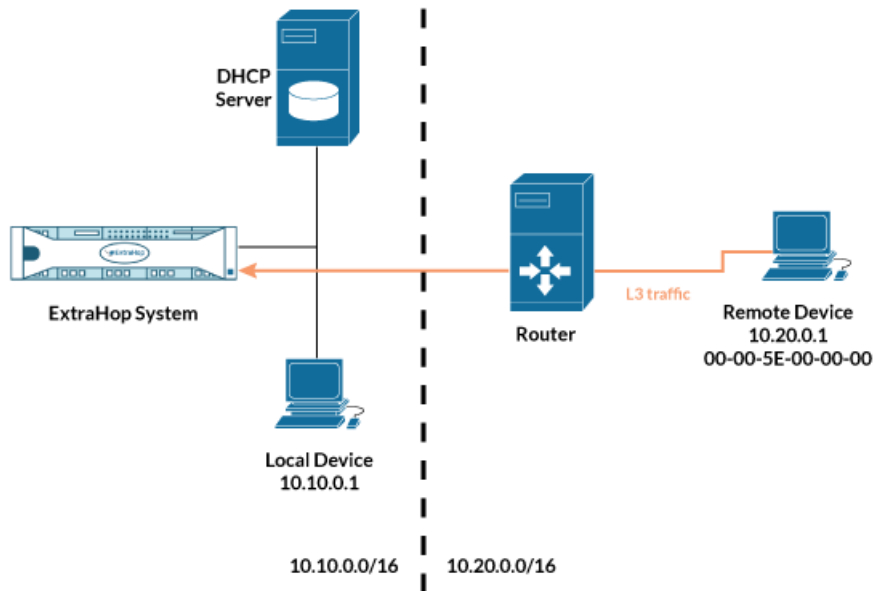 DHCP
Server
ExtraHop
ExtraHop System
Local Device
10.10.0.1
10.10.0.0/16
10.20.0.0/16
Router
L3 traffic
Remote Device
10.20.0.1
00-00-5E-00-00-00